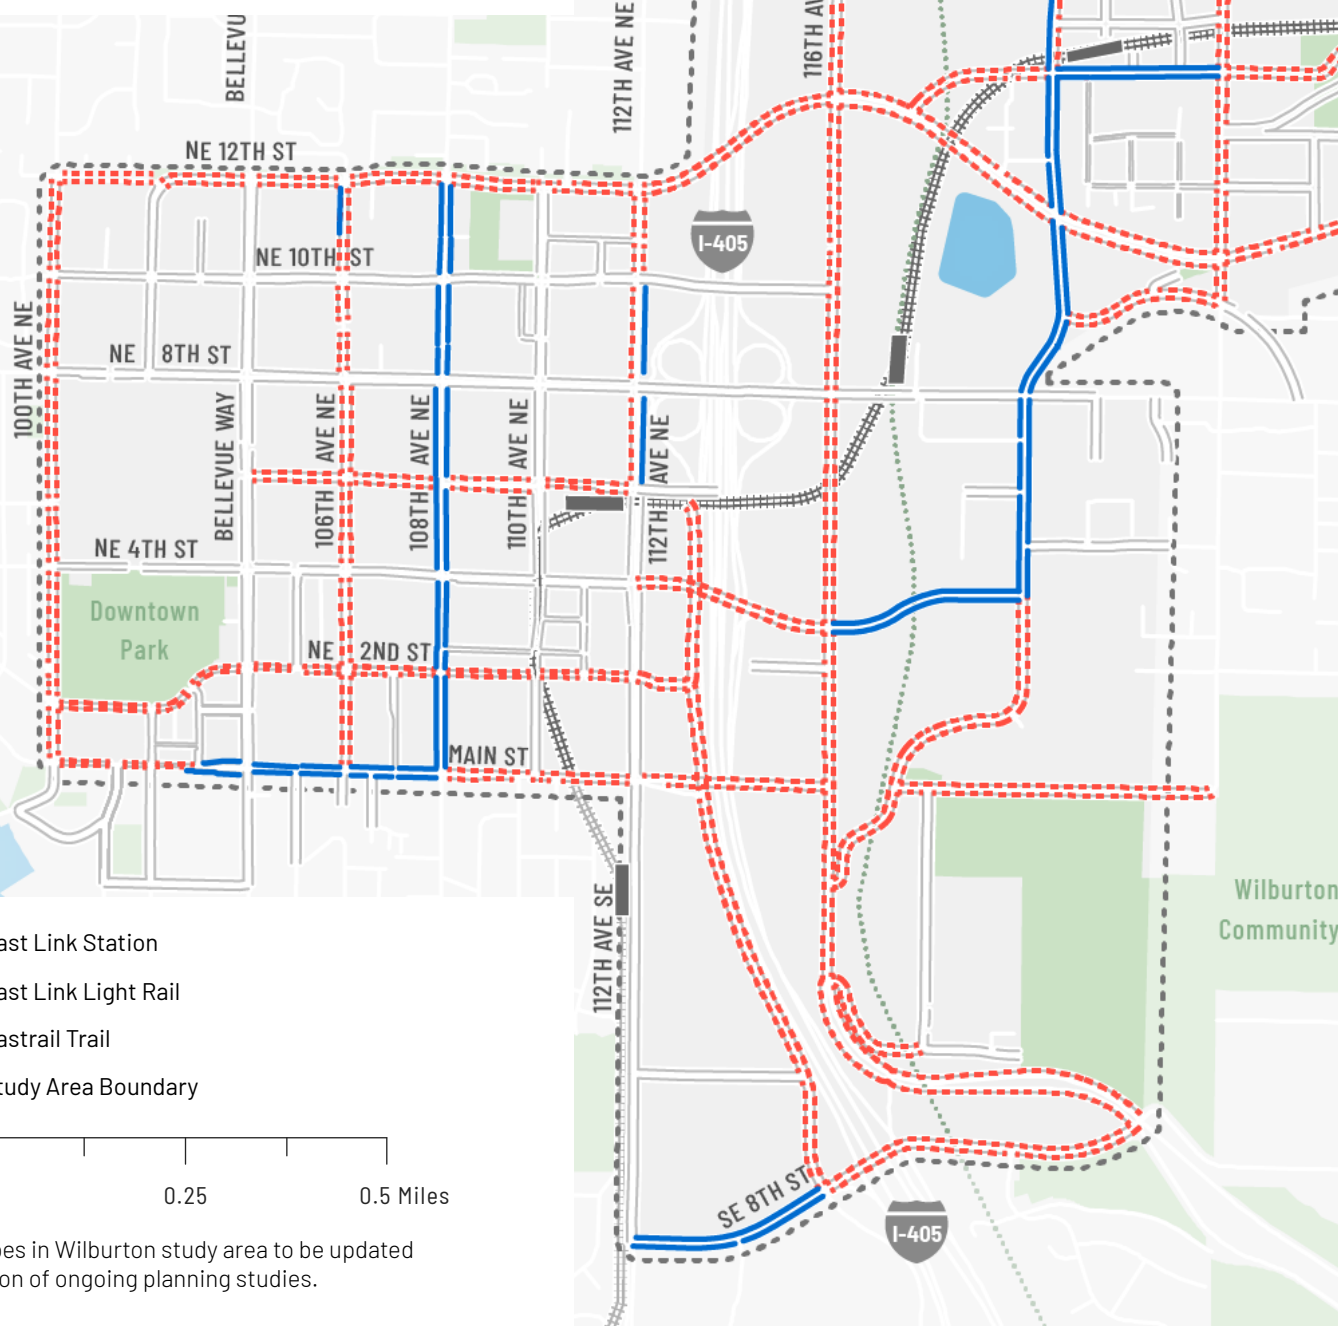 BELLEVU
112TH AVE NE
116TH AV
NE 12TH ST
I-405
NE 10TH ST
100TH AVE NE
NE 8TH ST
BELLEVUE WAY
106TH AVE NE
108TH AVE NE
110TH AVE NE
112TH AVE NE
NE 4TH ST
Downtown
Park
NE 2ND ST
MAIN ST
112TH AVE SE
Wilburton
Community
SE 8TH ST
I-405
ast Link Station
ast Link Light Rail
astrail Trail
tudy Area Boundary
0.25
0.5 Miles
es in Wilburton study area to be updated
on of ongoing planning studies.